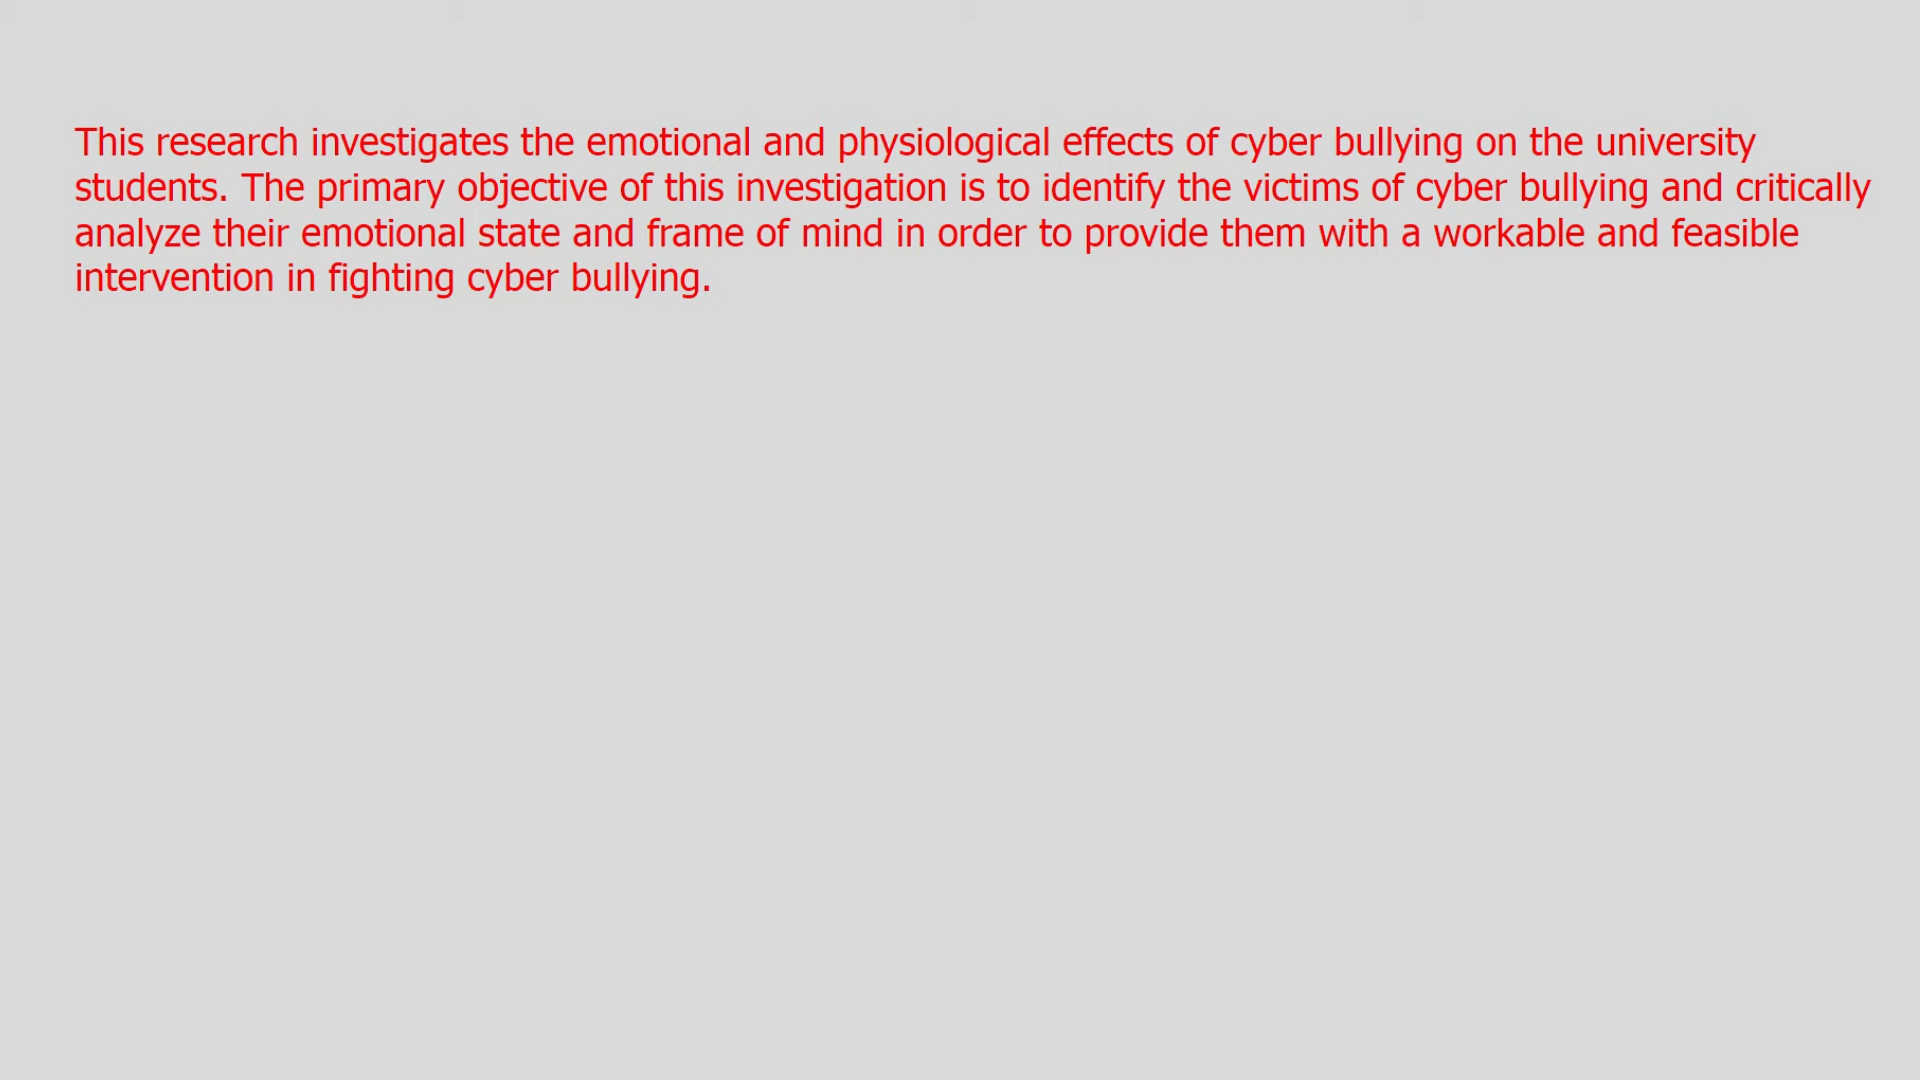 This research investigates the emotional and physiological effects of cyber bullying on the university
students. The primary objective of this investigation is to identify the victims of cyber bullying and critically
analyze their emotional state and frame of mind in order to provide them with a workable and feasible
intervention in fighting cyber bullying.